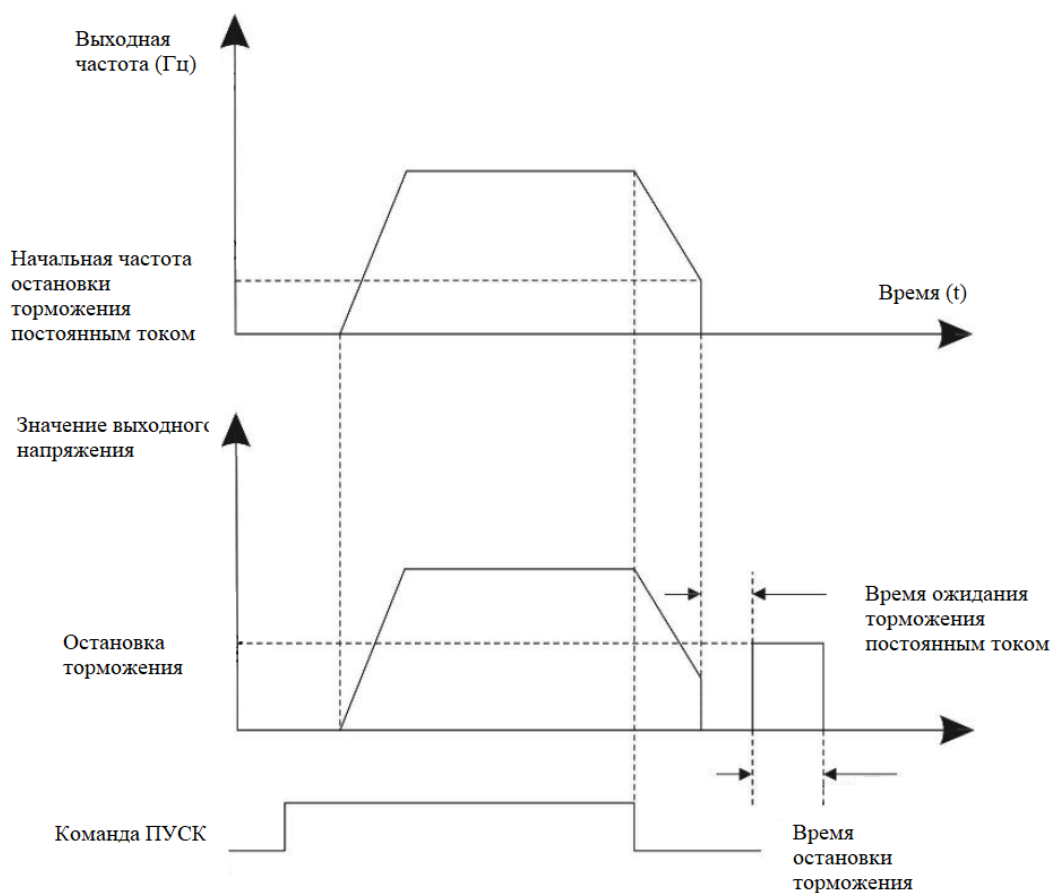 Выходная
частота (Гц)
Начальная частота
остановки
торможения
постоянным током
Время (t)
Значение выходного
напряжения
Время ожидания
торможения
постоянным током
Остановка
торможения
Команда ПУСК
Время
остановки
торможения